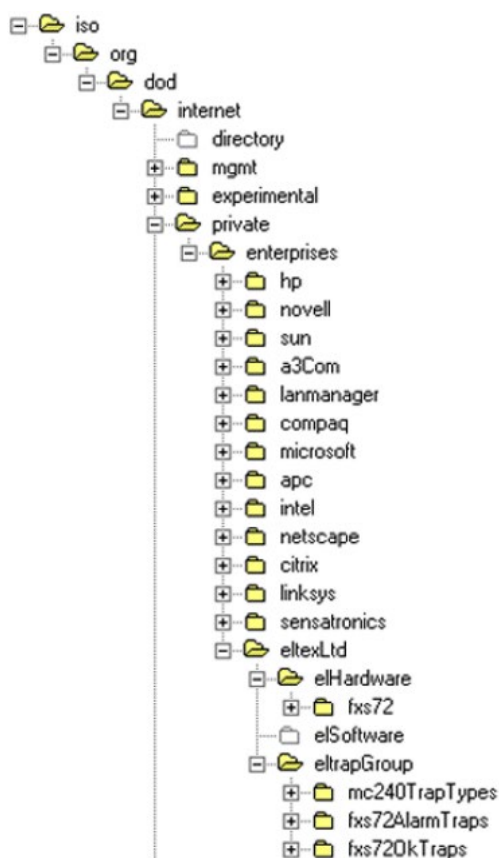 iso
org
dod
internet
directory
mgmt
experimental
private
enterprises
hp
novell
sun
a3Com
lanmanager
compaq
microsoft
apc
intel
netscape
citrix
linksys
sensatronics
eltexLtd
elHardware
fxs72
elSoftware
eltrapGroup
mc240TrapTypes
fxs72AlarmTraps
fxs72OkTraps